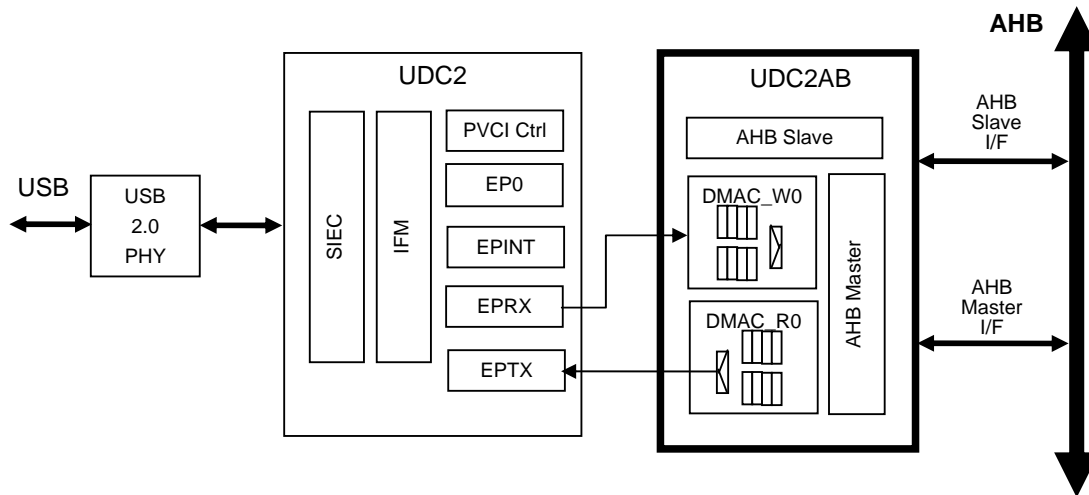 AHB
UDC2
UDC2AB
PVCI Ctrl
AHB Slave
AHB
Slave
I/F
USB
USB
2.0
PHY
SIEC
IFM
EP0
EPINT
EPRX
EPTX
DMAC_W0
DMAC_R0
AHB Master
AHB
Master
I/F